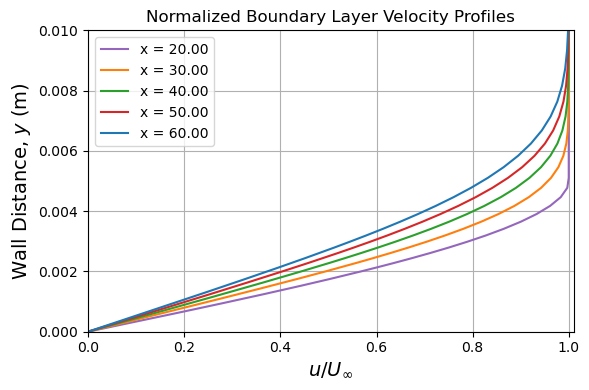 Normalized Boundary Layer Velocity Profiles
0.010
0.008
0.006
0.004
0.002
0.000
Wall Distance, y (m)
x = 20.00
x = 30.00
x = 40.00
x = 50.00
x = 60.00
0.0 0.2 0.4 0.6 0.8 1.0
u/U∞